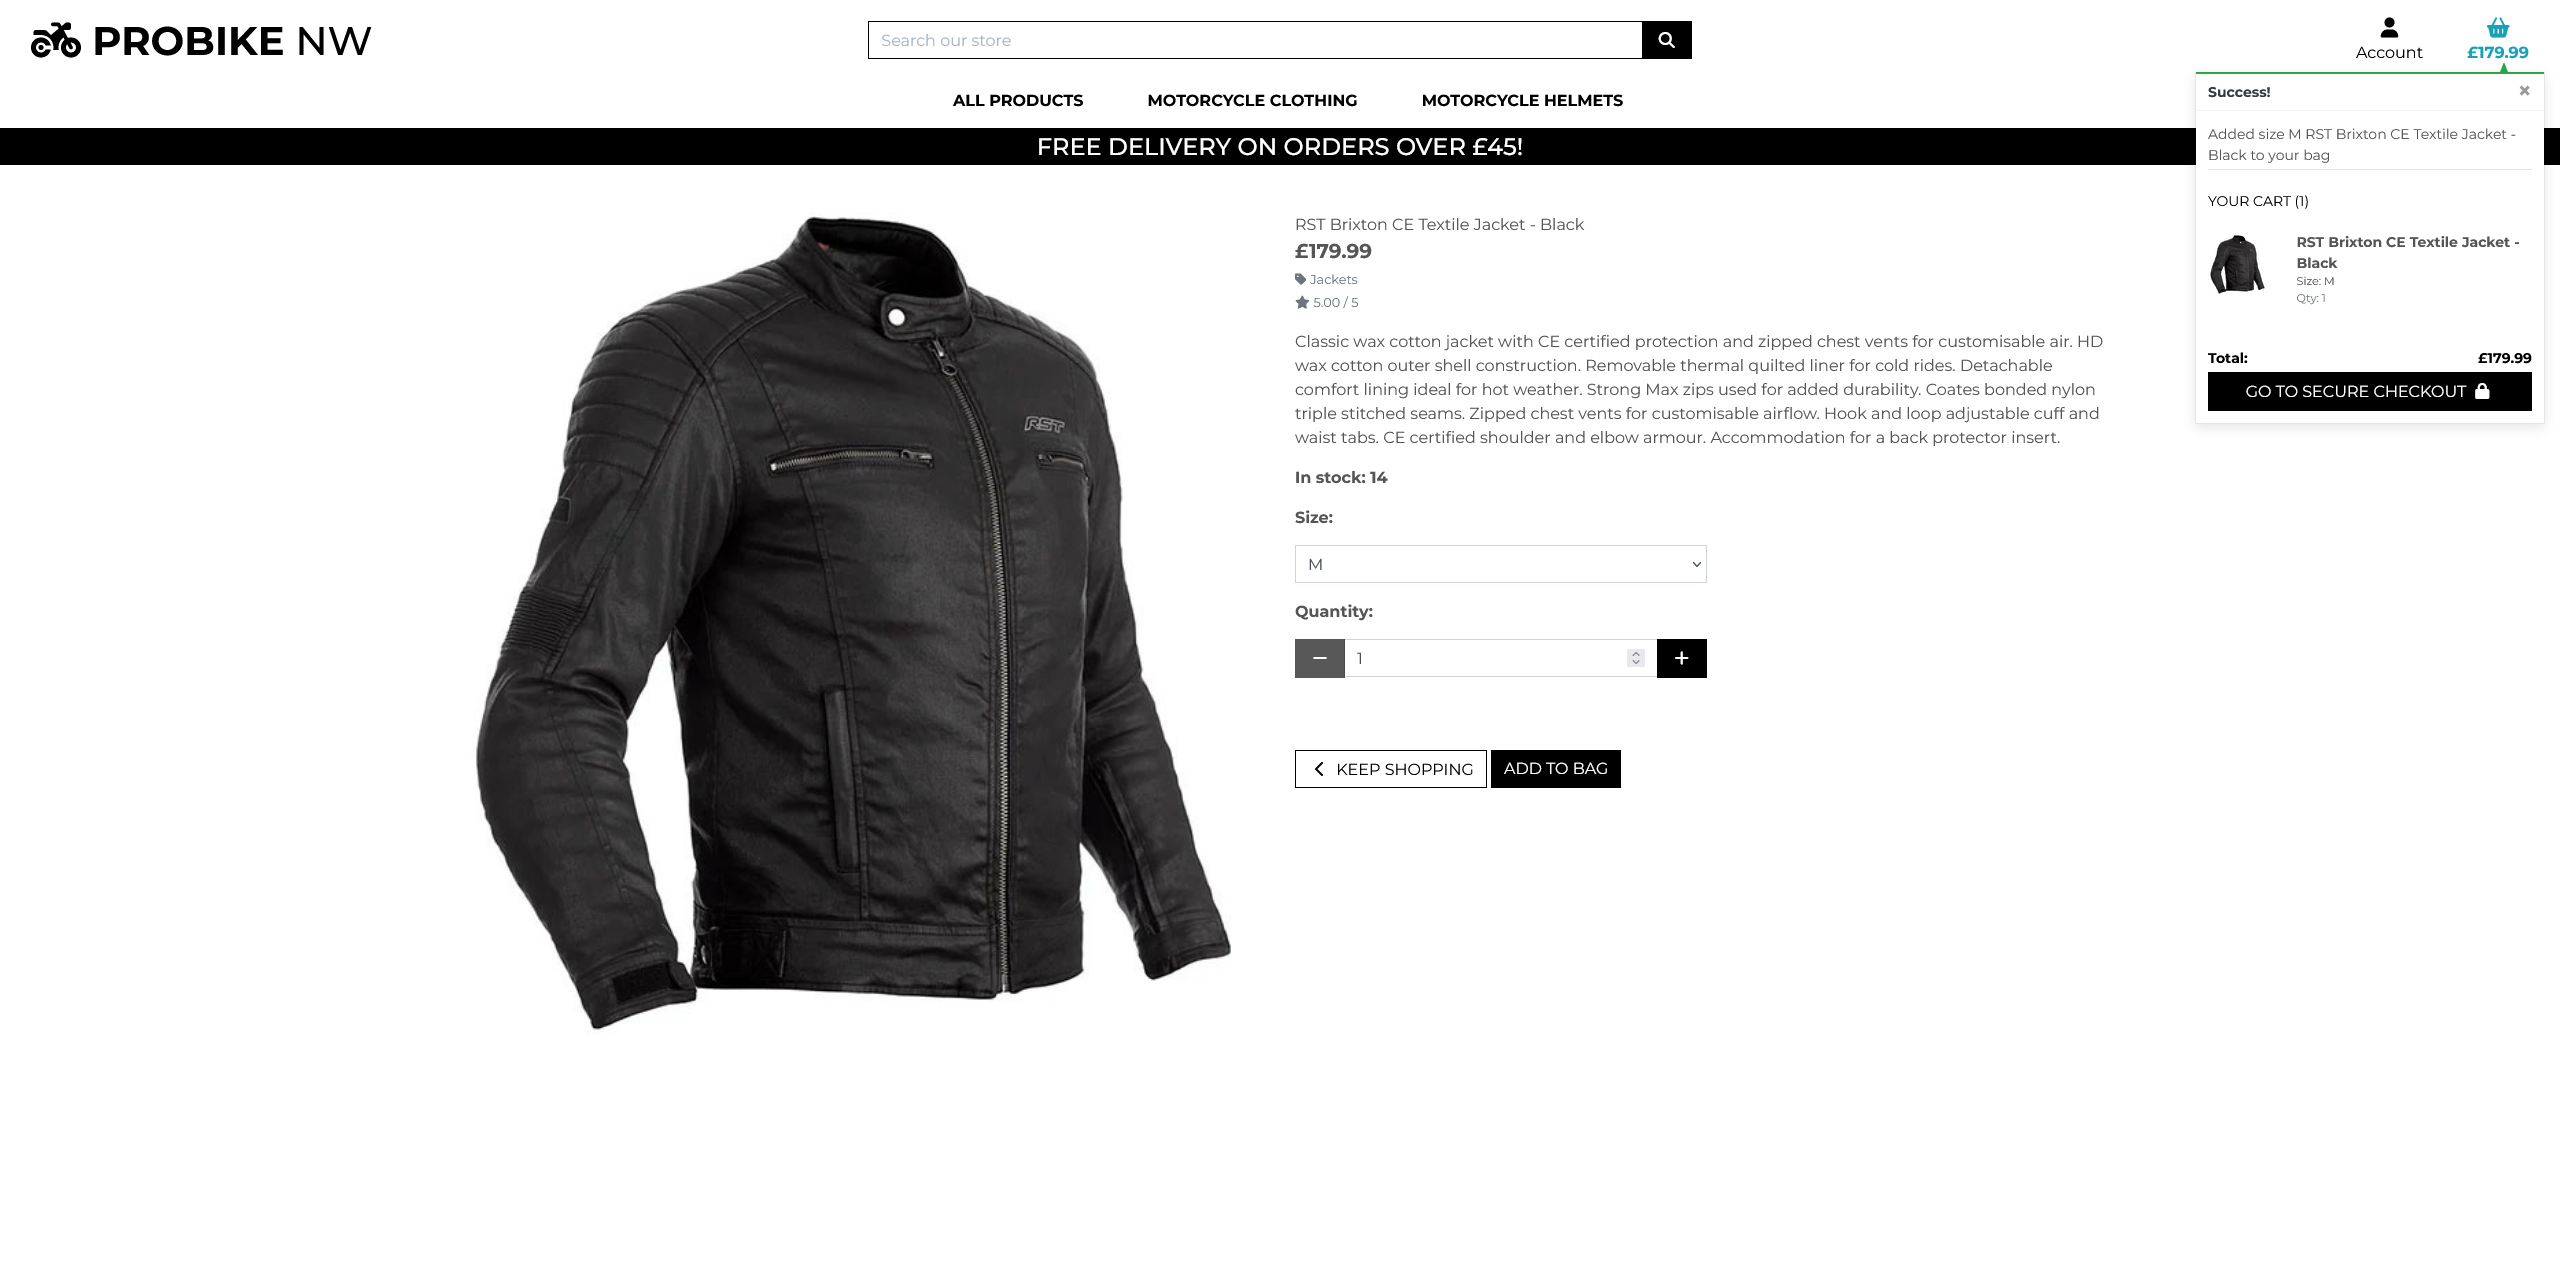 PROBIKE NW
Search our store
Account
£179.99
ALL PRODUCTS
MOTORCYCLE CLOTHING
MOTORCYCLE HELMETS
FREE DELIVERY ON ORDERS OVER £45!
Success!
×
Added size M RST Brixton CE Textile Jacket -
Black to your bag
YOUR CART (1)
RST Brixton CE Textile Jacket -
Black
Size: M
Qty: 1
Total: £179.99
GO TO SECURE CHECKOUT
RST
RST Brixton CE Textile Jacket - Black
£179.99
Jackets
5.00 / 5
Classic wax cotton jacket with CE certified protection and zipped chest vents for customisable air. HD
wax cotton outer shell construction. Removable thermal quilted liner for cold rides. Detachable
comfort lining ideal for hot weather. Strong Max zips used for added durability. Coates bonded nylon
triple stitched seams. Zipped chest vents for customisable airflow. Hook and loop adjustable cuff and
waist tabs. CE certified shoulder and elbow armour. Accommodation for a back protector insert.
In stock: 14
Size:
M
Quantity:
1
KEEP SHOPPING
ADD TO BAG